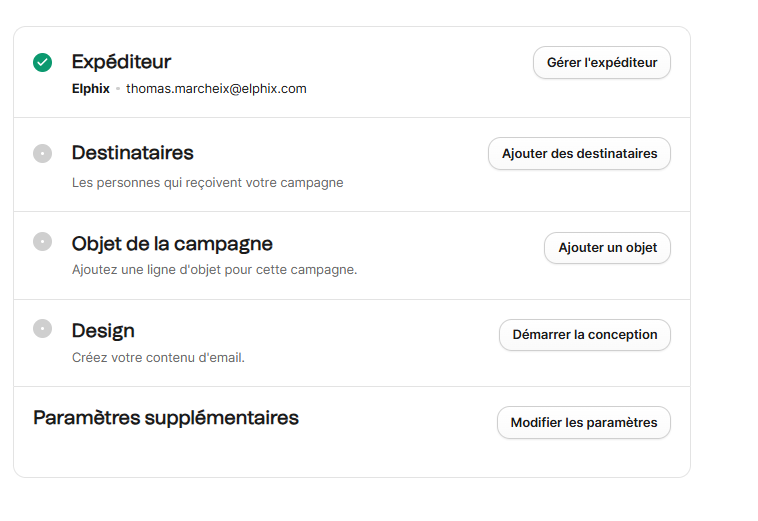 Expéditeur
Gérer l'expéditeur
Elphix • thomas.marcheix@elphix.com
Destinataires
Ajouter des destinataires
Les personnes qui reçoivent votre campagne
Objet de la campagne
Ajouter un objet
Ajoutez une ligne d'objet pour cette campagne.
Design
Démarrer la conception
Créez votre contenu d'email.
Paramètres supplémentaires
Modifier les paramètres